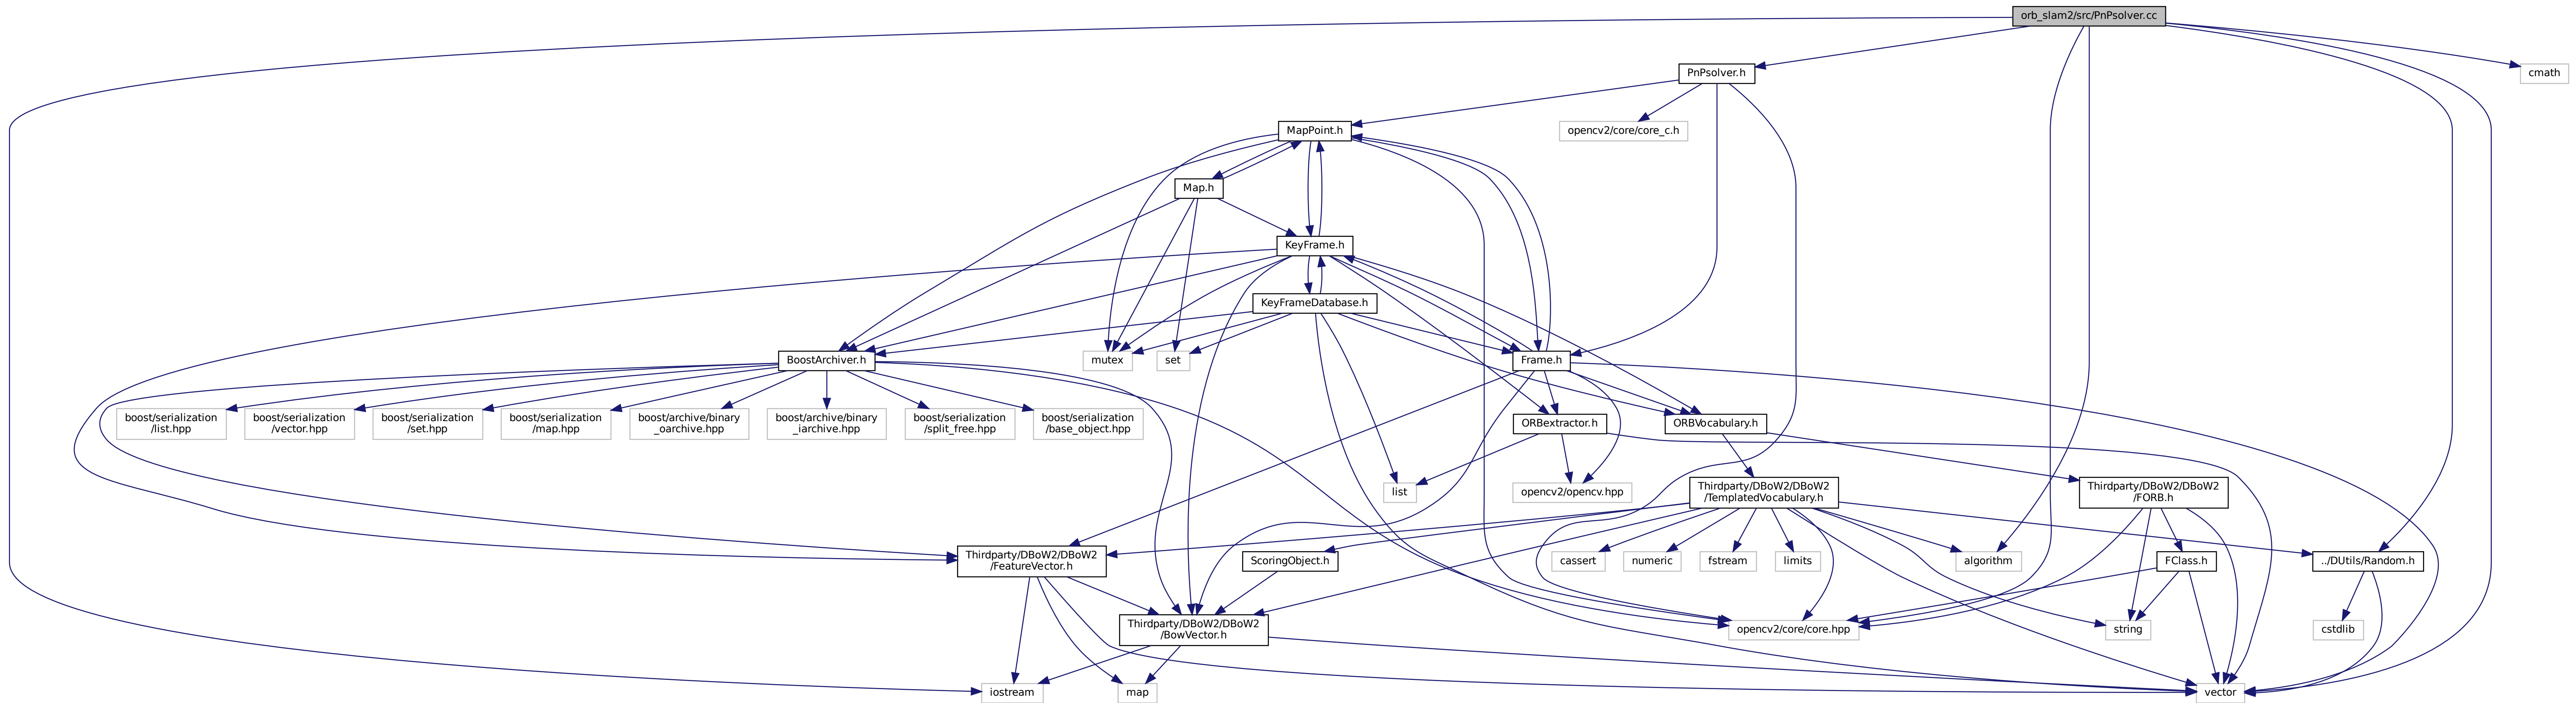 orb_slam2/src/PnPsolver.cc
PnPsolver.h
cmath
MapPoint.h
opencv2/core/core_c.h
Map.h
KeyFrame.h
KeyFrameDatabase.h
BoostArchiver.h
mutex
set
Frame.h
boost/serialization
/list.hpp
boost/serialization
/vector.hpp
boost/serialization
/set.hpp
boost/serialization
/map.hpp
boost/archive/binary
_oarchive.hpp
boost/archive/binary
_iarchive.hpp
boost/serialization
/split_free.hpp
boost/serialization
/base_object.hpp
ORBextractor.h
ORBVocabulary.h
list
opencv2/opencv.hpp
Thirdparty/DBoW2/DBoW2
/TemplatedVocabulary.h
Thirdparty/DBoW2/DBoW2
/FORB.h
Thirdparty/DBoW2/DBoW2
/FeatureVector.h
ScoringObject.h
cassert
numeric
fstream
limits
algorithm
FClass.h
../DUtils/Random.h
Thirdparty/DBoW2/DBoW2
/BowVector.h
opencv2/core/core.hpp
string
cstdlib
iostream
map
vector